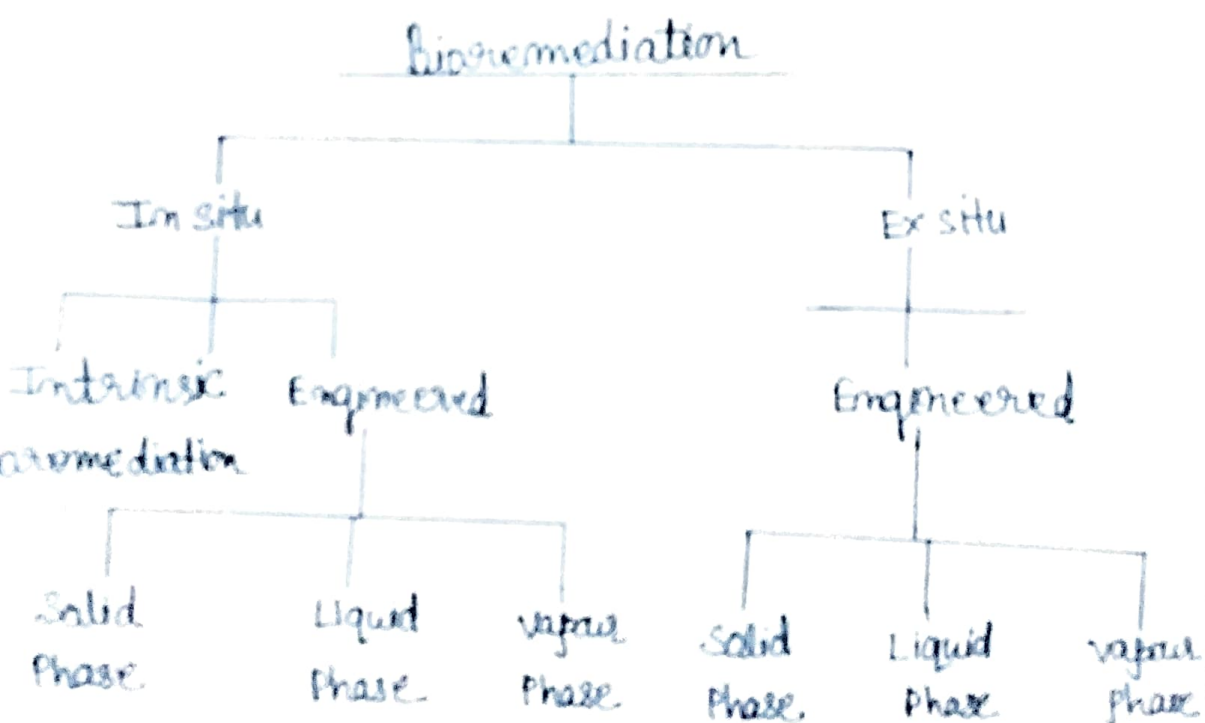 Bioremediation
In situ
Ex situ
Intrinsic
Engineered
Engineered
Solid
Phase
Liquid
Phase
vapour
Phase
Solid
Phase
Liquid
Phase
vapour
Phase